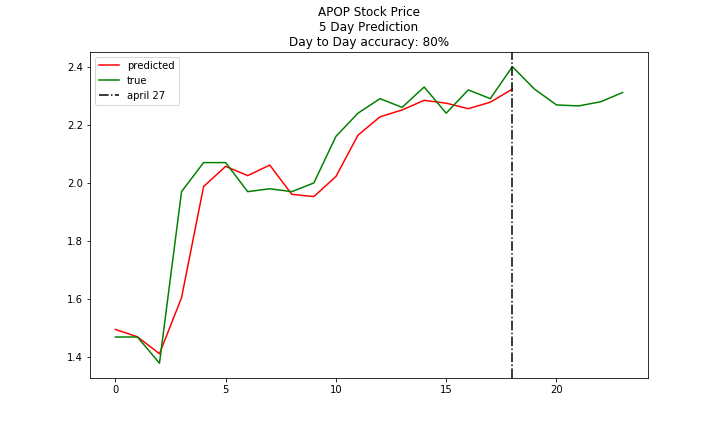 APOP Stock Price
5 Day Prediction
Day to Day accuracy: 80%
predicted
true
april 27
2.4
2.2
2.0
1.8
1.6
1.4
0 5 10 15 20